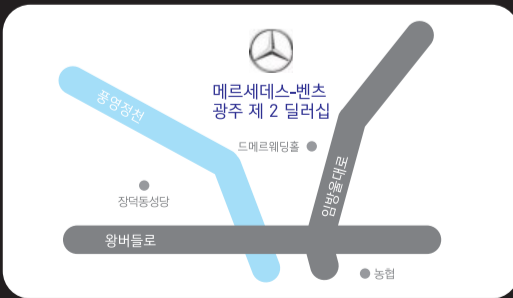 메르세데스-벤츠
광주 제 2 딜러십
풍영정천
드메르웨딩홀
장덕동성당
임방울대로
왕버들로
농협